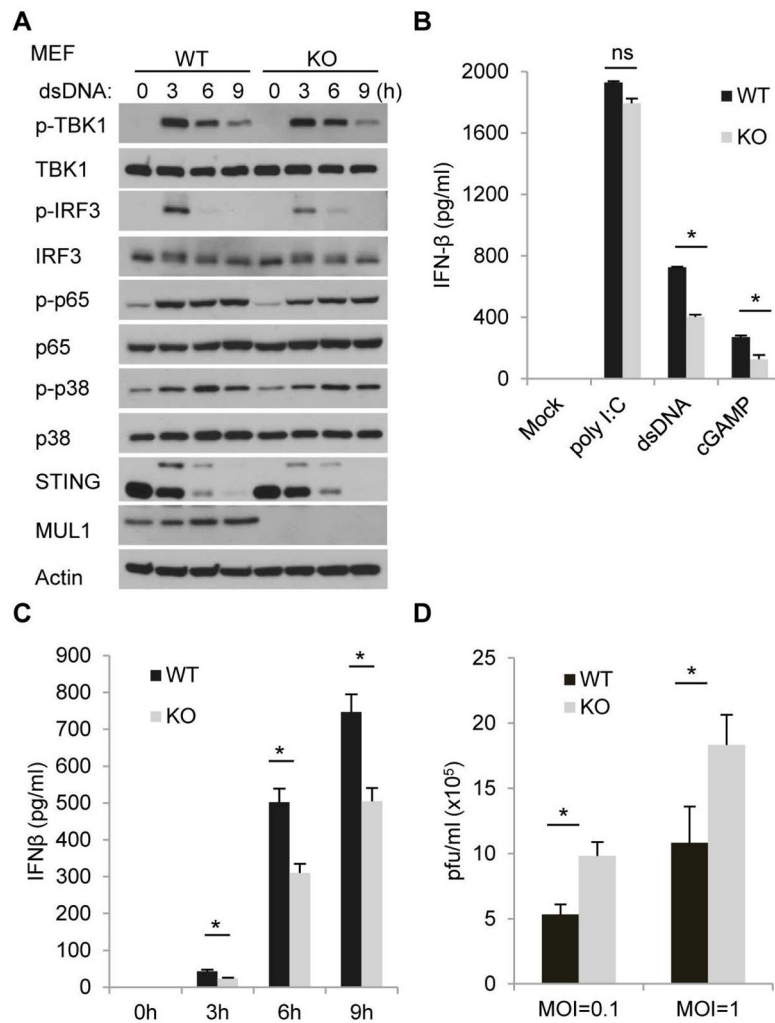 A
MEF
WT KO
dsDNA: 0 3 6 9 0 3 6 9 (h)
p-TBK1
TBK1
p-IRF3
IRF3
p-p65
p65
p-p38
p38
STING
MUL1
Actin
B
ns
WT
KO
*
*
IFN-β (pg/ml)
2000
1600
1200
800
400
0
Mock
poly I:C
dsDNA
cGAMP
C
WT
KO
*
*
*
IFNβ (pg/ml)
900
800
700
600
500
400
300
200
100
0
0h 3h 6h 9h
D
WT
KO
*
*
pfu/ml (x10⁵)
25
20
15
10
5
0
MOI=0.1 MOI=1